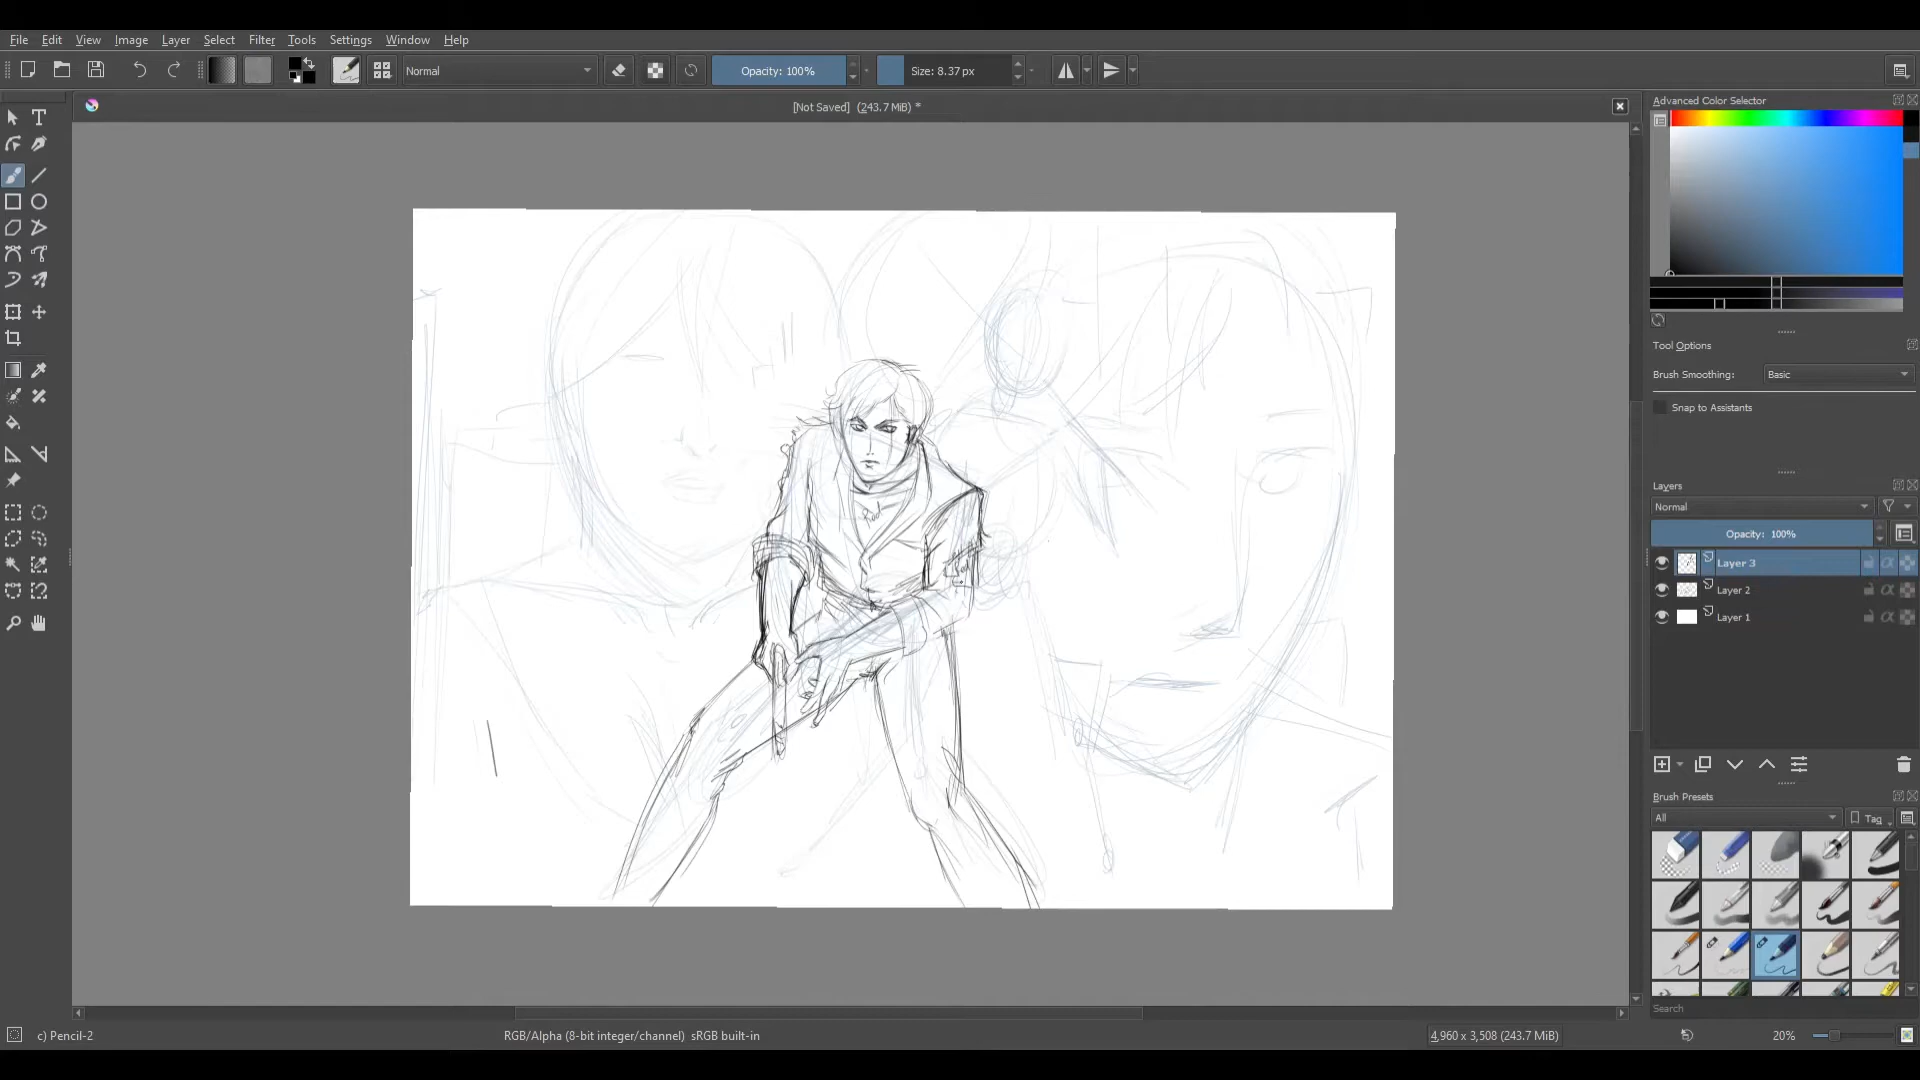 File Edit View Image Layer Select Filter Tools Settings Window Help
Normal Opacity: 100% Size: 8.37 px
[Not Saved] (243.7 MiB) *
Advanced Color Selector
Tool Options
Brush Smoothing: Basic
Snap to Assistants
Layers
Normal
Opacity: 100%
Layer 3
Layer 2
Layer 1
Brush Presets
All Tag
Search
c) Pencil-2 RGB/Alpha (8-bit integer/channel) sRGB built-in 4,960 x 3,508 (243.7 MiB) 20%